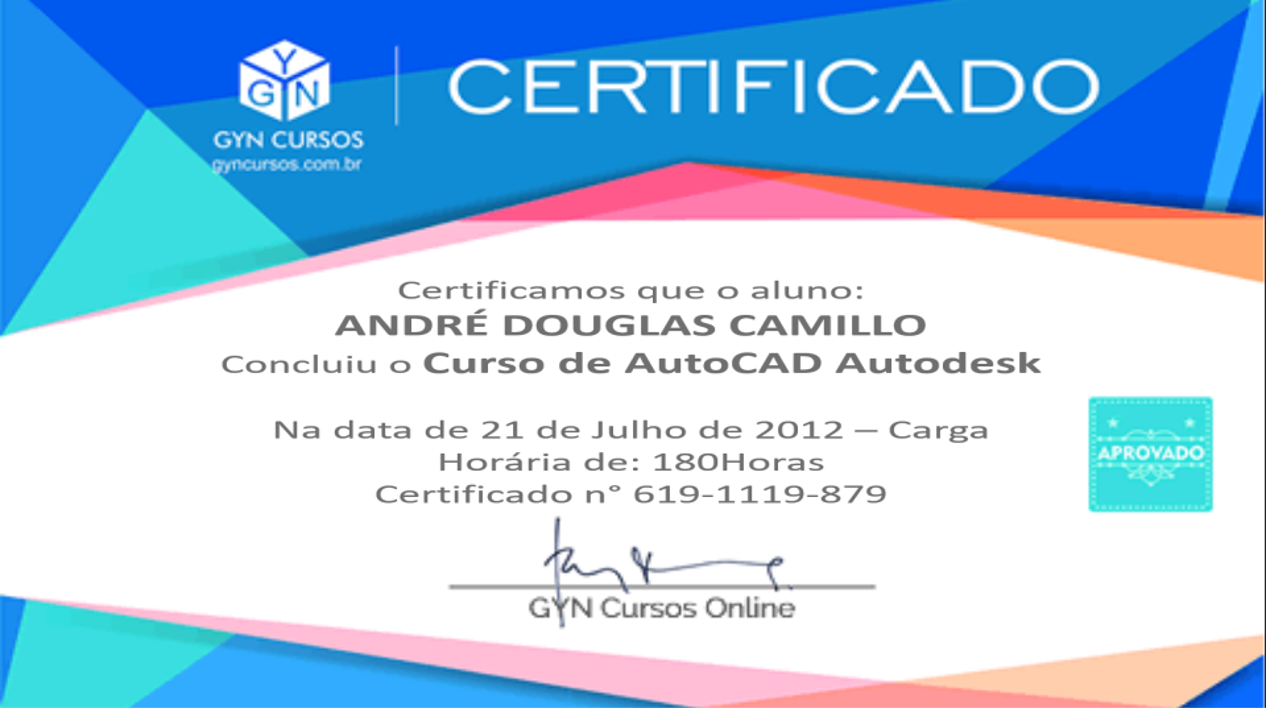 Y
G N
GYN CURSOS
gyncursos.com.br
CERTIFICADO
Certificamos que o aluno:
ANDRÉ DOUGLAS CAMILLO
Concluiu o Curso de AutoCAD Autodesk
Na data de 21 de Julho de 2012 – Carga
Horária de: 180Horas
Certificado n° 619-1119-879
APROVADO
GYN Cursos Online